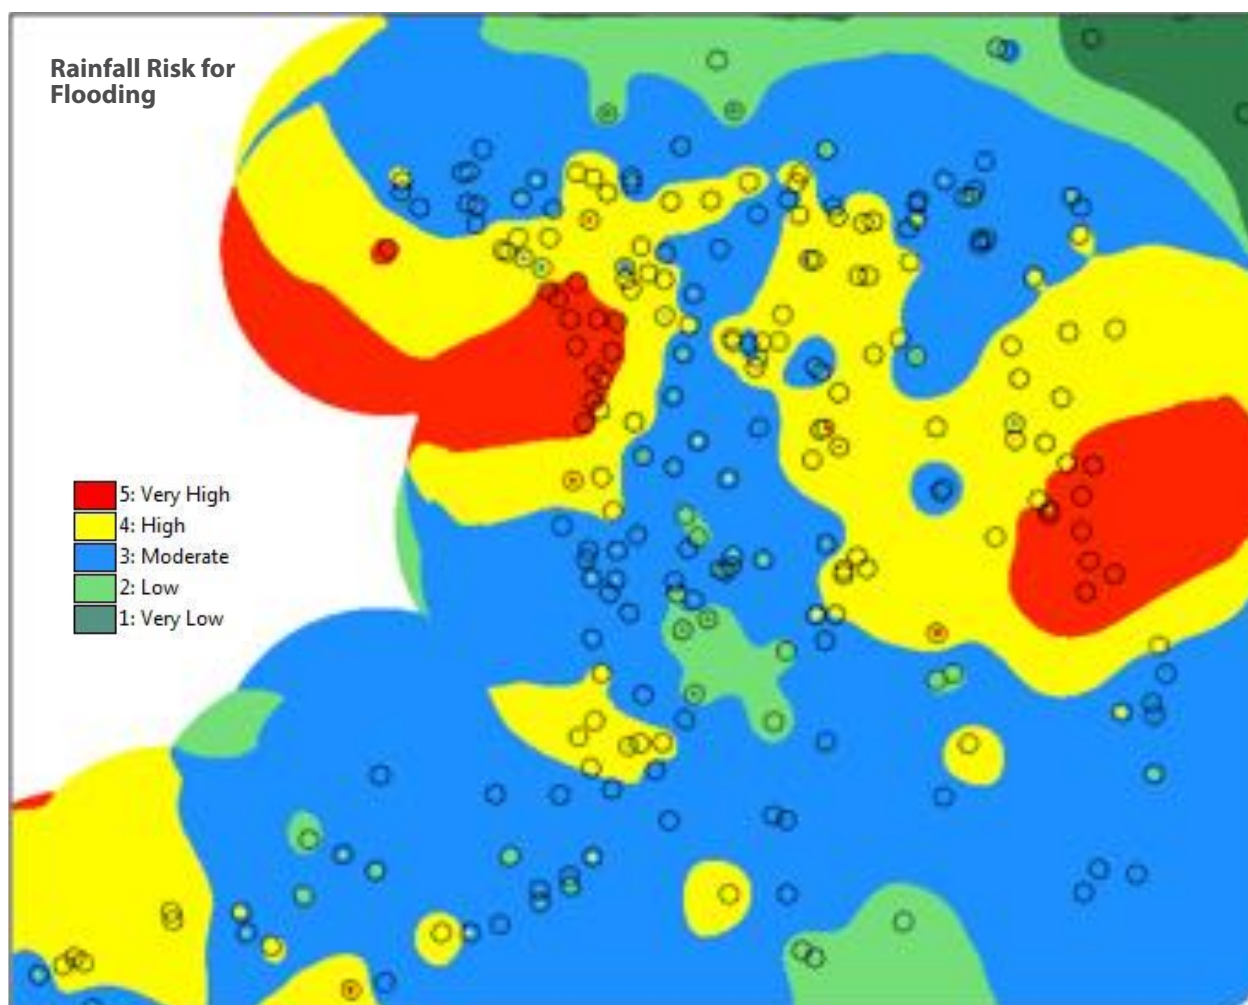 Rainfall Risk for
Flooding
5: Very High
4: High
3: Moderate
2: Low
1: Very Low